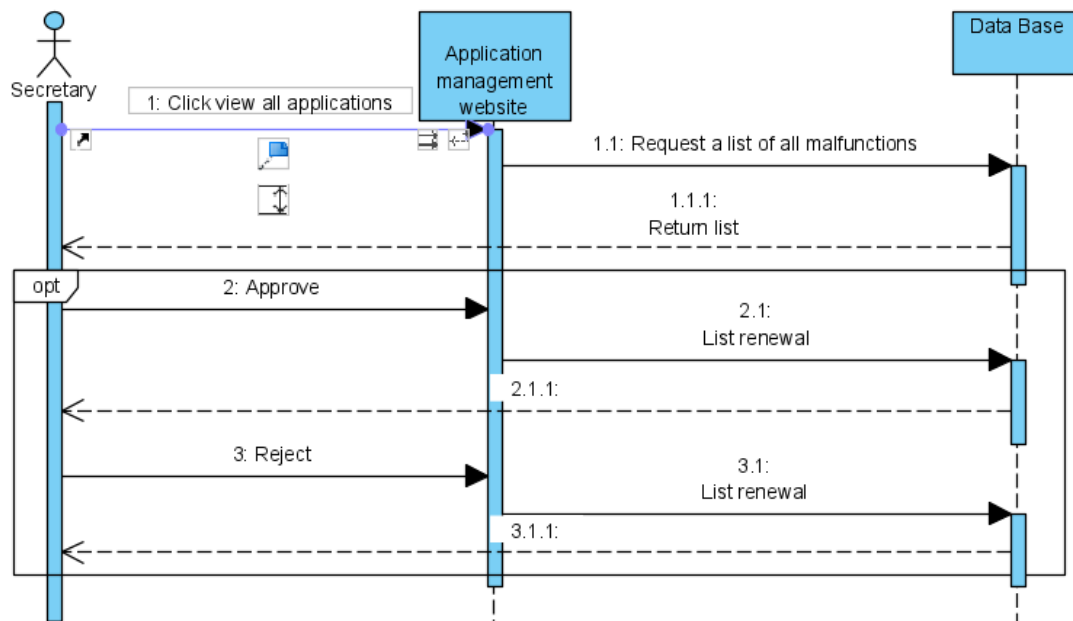 Secretary
Application
management
website
Data Base
1: Click view all applications
1.1: Request a list of all malfunctions
1.1.1:
Return list
opt
2: Approve
2.1:
List renewal
2.1.1:
3: Reject
3.1:
List renewal
3.1.1: